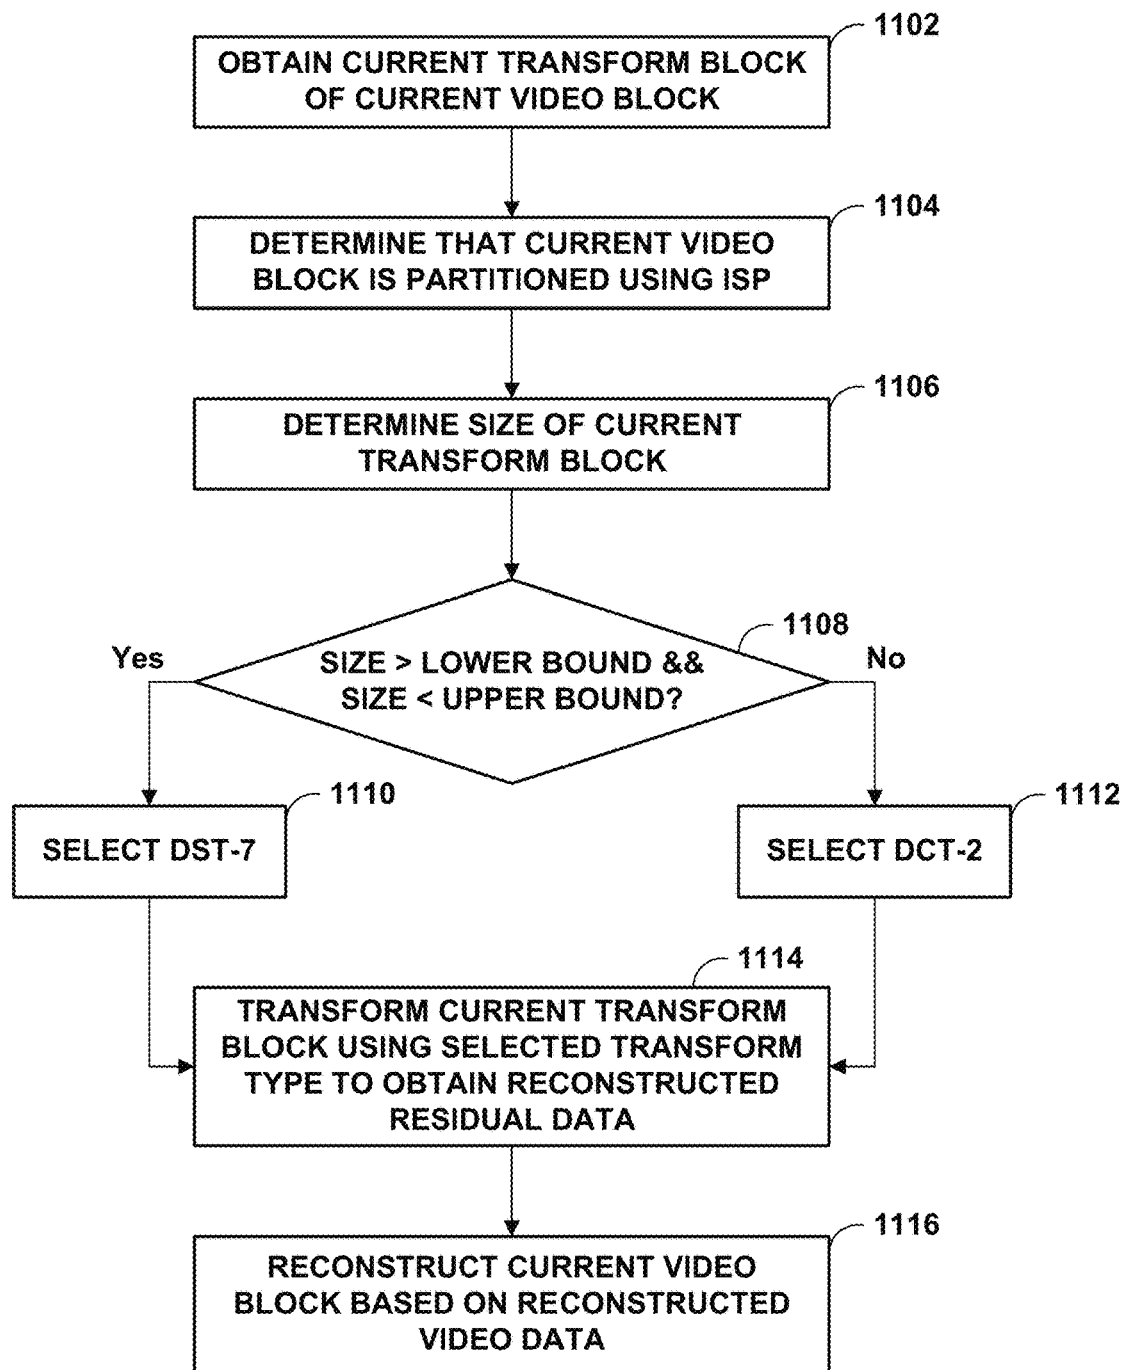 1102
OBTAIN CURRENT TRANSFORM BLOCK
OF CURRENT VIDEO BLOCK
1104
DETERMINE THAT CURRENT VIDEO
BLOCK IS PARTITIONED USING ISP
1106
DETERMINE SIZE OF CURRENT
TRANSFORM BLOCK
1108
Yes
SIZE > LOWER BOUND &&
SIZE < UPPER BOUND?
No
1110
SELECT DST-7
1112
SELECT DCT-2
1114
TRANSFORM CURRENT TRANSFORM
BLOCK USING SELECTED TRANSFORM
TYPE TO OBTAIN RECONSTRUCTED
RESIDUAL DATA
1116
RECONSTRUCT CURRENT VIDEO
BLOCK BASED ON RECONSTRUCTED
VIDEO DATA